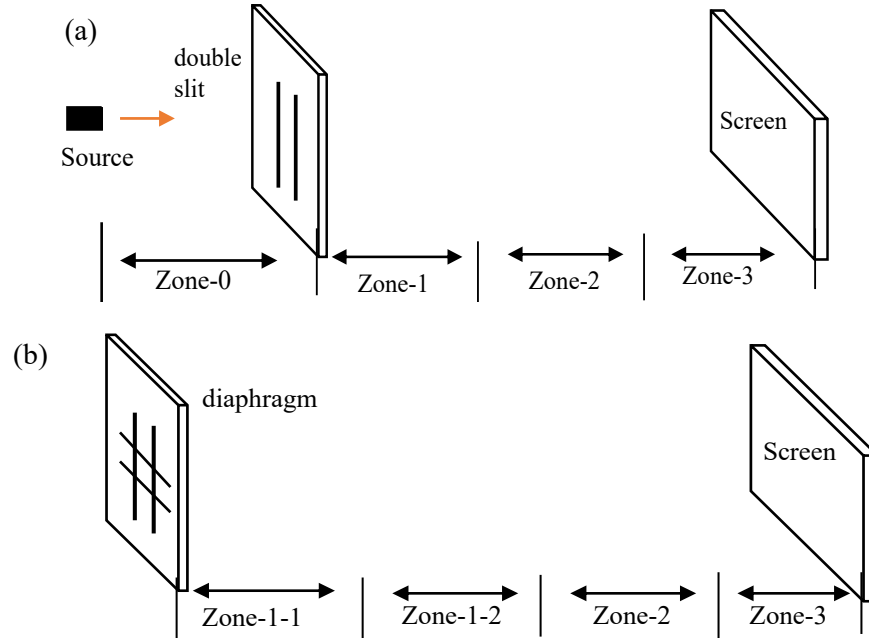 (a)
double
slit
Source
Screen
Zone-0
Zone-1
Zone-2
Zone-3
(b)
diaphragm
Screen
Zone-1-1
Zone-1-2
Zone-2
Zone-3